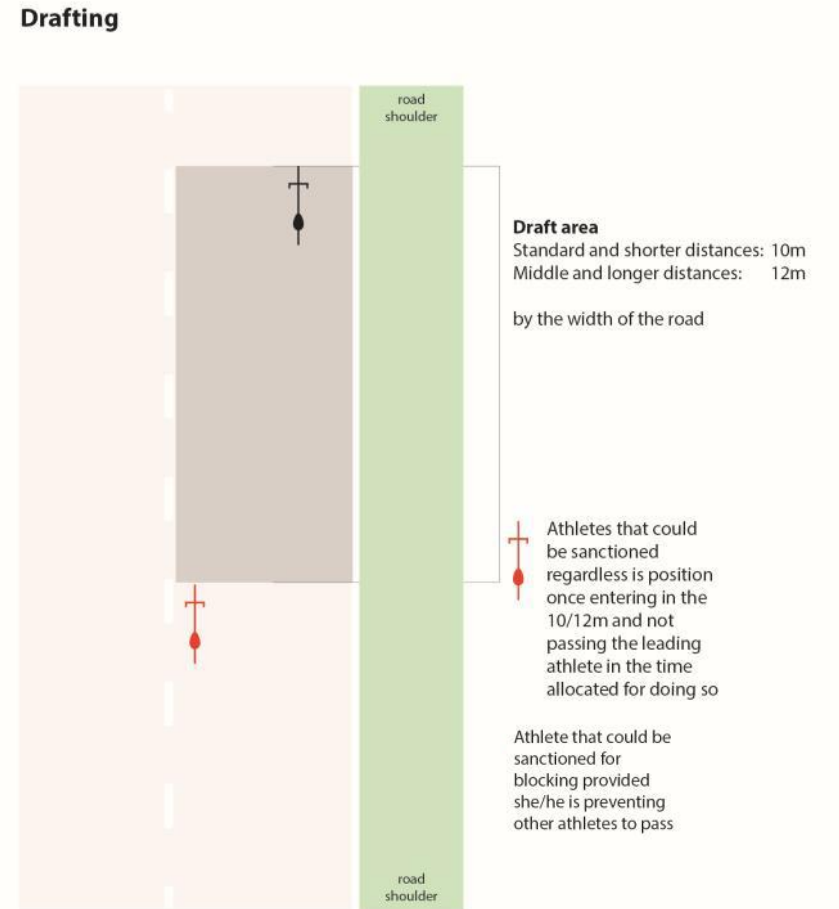 Drafting
road
shoulder
Draft area
Standard and shorter distances: 10m
Middle and longer distances: 12m
by the width of the road
Athletes that could
be sanctioned
regardless is position
once entering in the
10/12m and not
passing the leading
athlete in the time
allocated for doing so
Athlete that could be
sanctioned for
blocking provided
she/he is preventing
other athletes to pass
road
shoulder